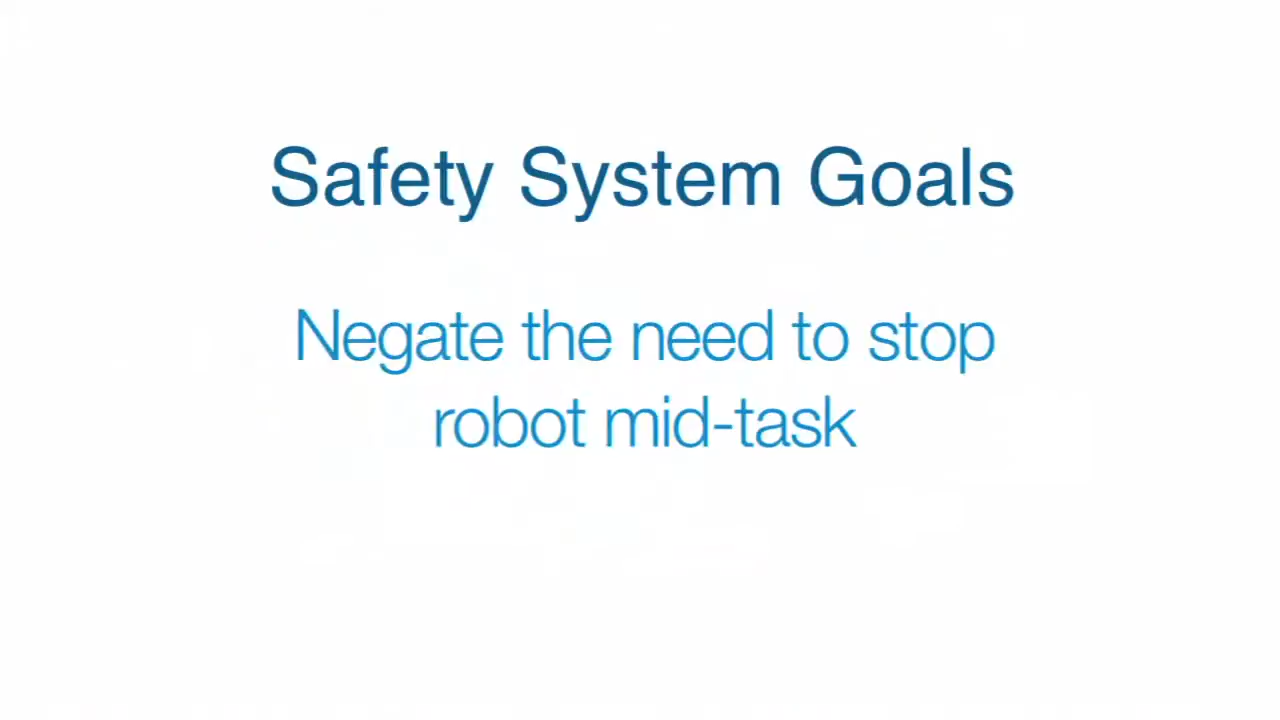 Safety System Goals
Negate the need to stop
robot mid-task